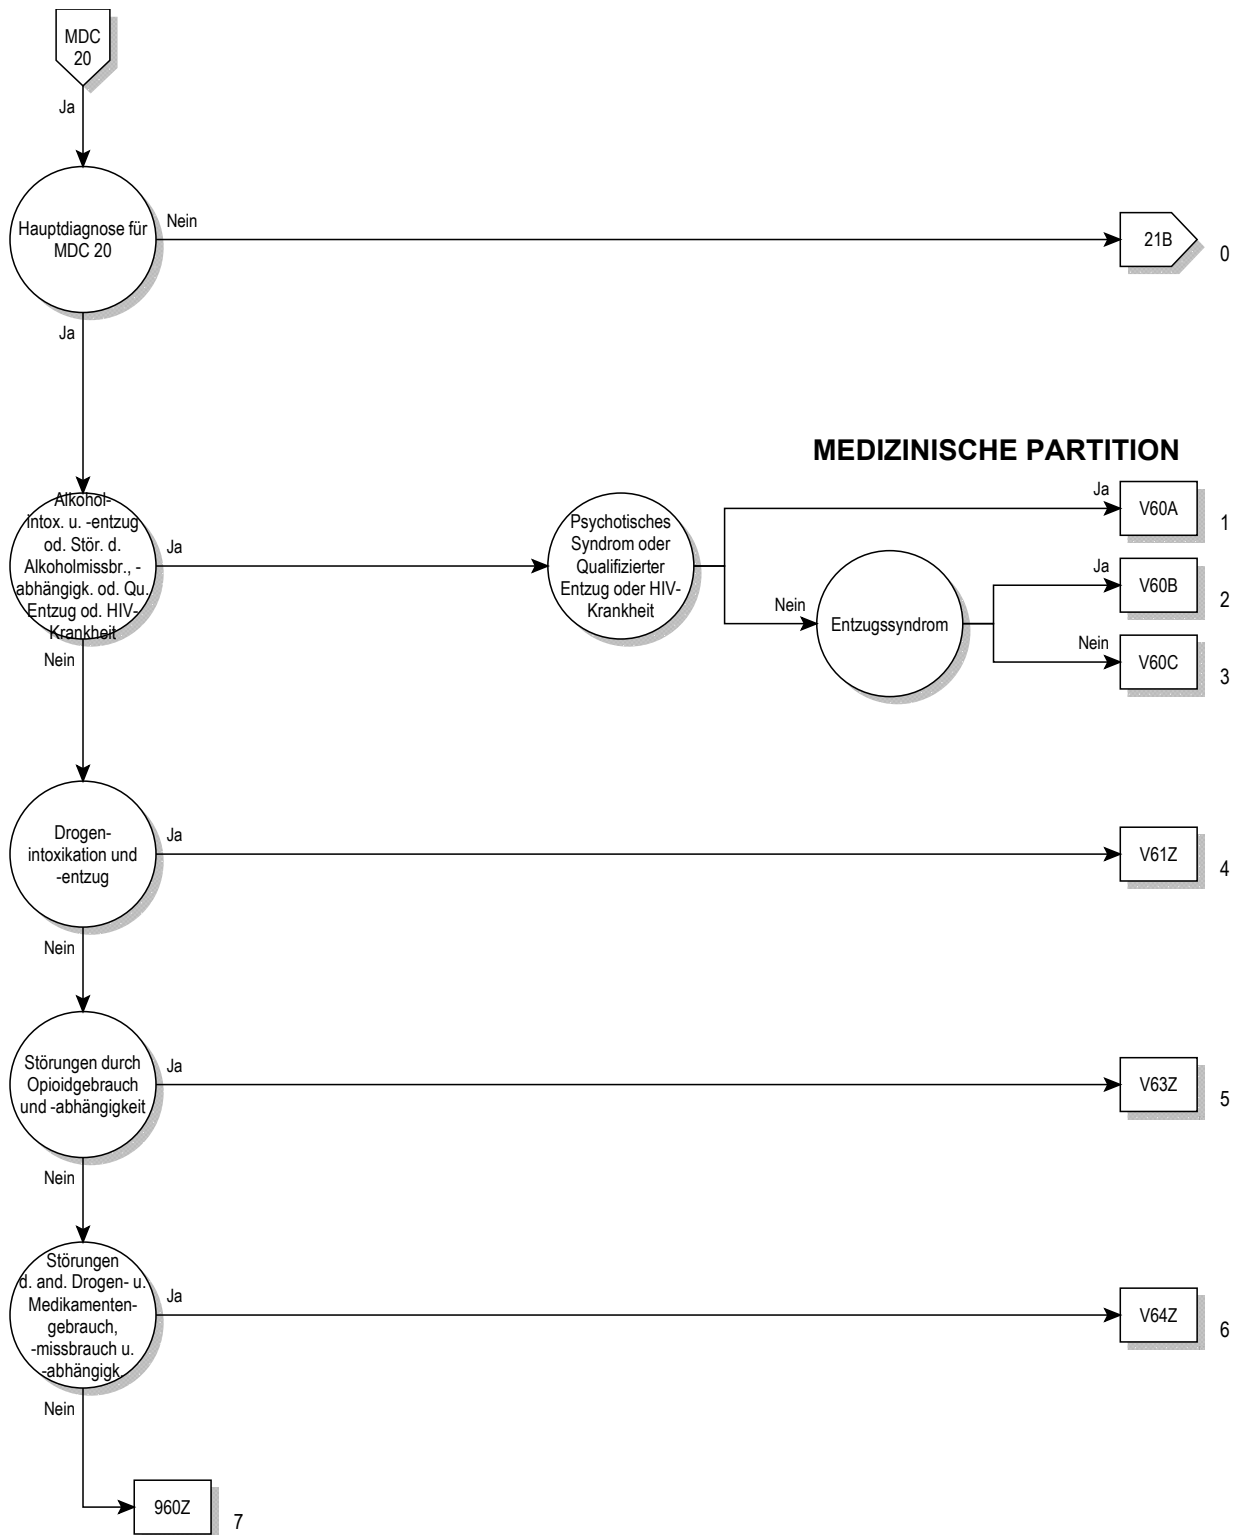 MDC
20
Ja
Hauptdiagnose für
MDC 20
Nein
21B
0
Ja
MEDIZINISCHE PARTITION
Alkohol-
intox. u. -entzug
od. Stör. d.
Alkoholmissbr., -
abhängigk. od. Qu.
Entzug od. HIV-
Krankheit
Ja
Psychotisches
Syndrom oder
Qualifizierter
Entzug oder HIV-
Krankheit
Ja
V60A
1
Nein
Entzugssyndrom
Ja
V60B
2
Nein
V60C
3
Nein
Drogen-
intoxikation und
-entzug
Ja
V61Z
4
Nein
Störungen durch
Opioidgebrauch
und -abhängigkeit
Ja
V63Z
5
Nein
Störungen
d. and. Drogen- u.
Medikamenten-
gebrauch,
-missbrauch u.
-abhängigk.
Ja
V64Z
6
Nein
960Z
7